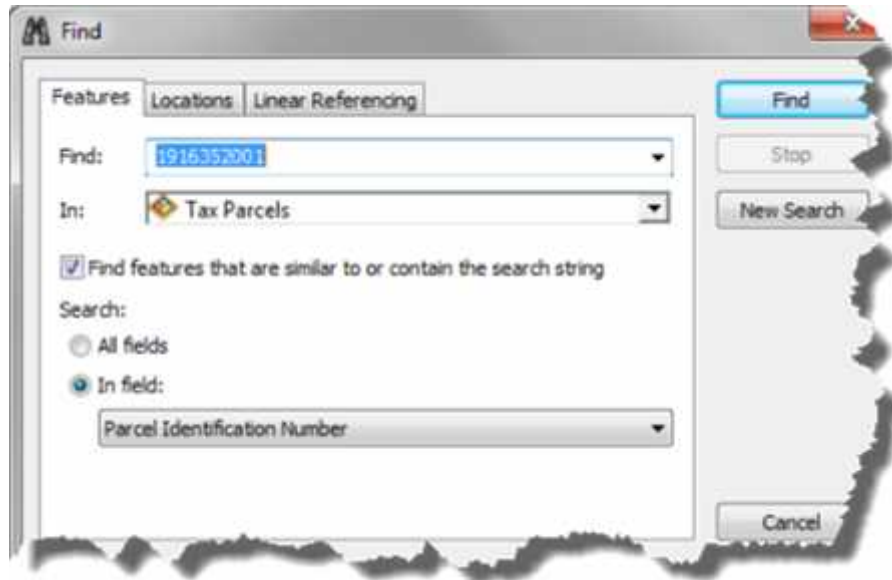 Find
Features Locations Linear Referencing
Find
Find: 1916352001
Stop
In: Tax Parcels
New Search
Find features that are similar to or contain the search string
Search:
All fields
In field:
Parcel Identification Number
Cancel